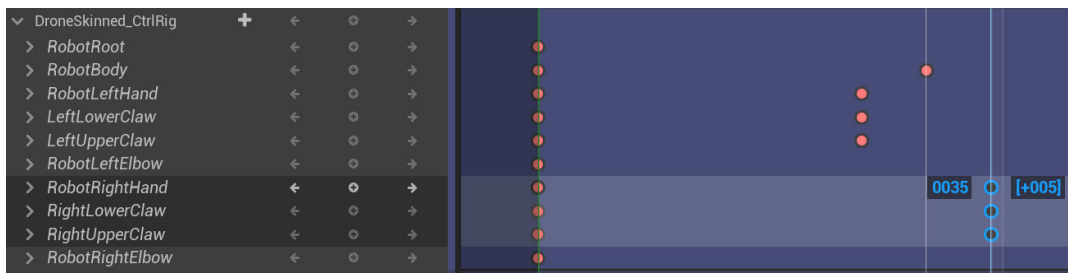 DroneSkinned_CtrlRig
RobotRoot
RobotBody
RobotLeftHand
LeftLowerClaw
LeftUpperClaw
RobotLeftElbow
RobotRightHand 0035 [+005]
RightLowerClaw
RightUpperClaw
RobotRightElbow